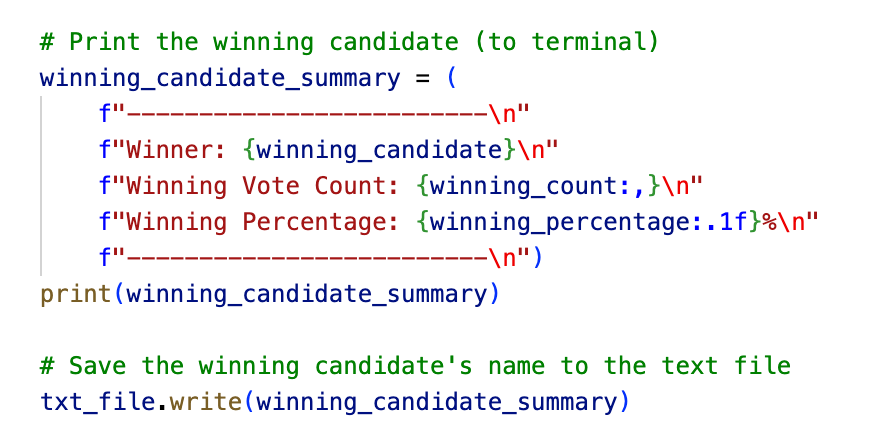 # Print the winning candidate (to terminal)
winning_candidate_summary = (
    f"-------------------------\n"
    f"Winner: {winning_candidate}\n"
    f"Winning Vote Count: {winning_count:,}\n"
    f"Winning Percentage: {winning_percentage:.1f}%\n"
    f"-------------------------\n")
print(winning_candidate_summary)

# Save the winning candidate's name to the text file
txt_file.write(winning_candidate_summary)